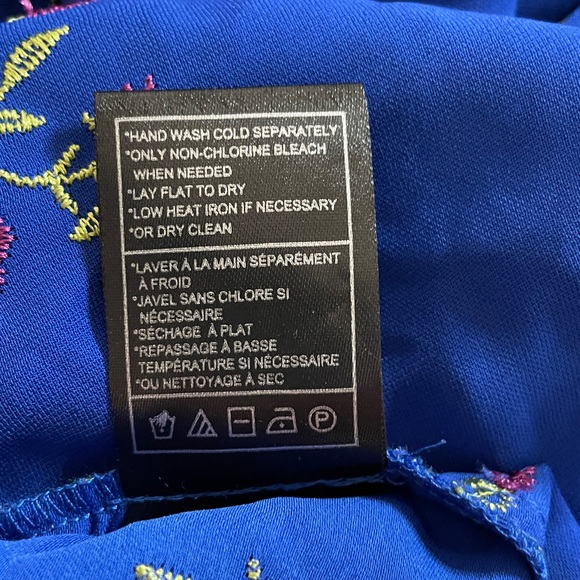 *HAND WASH COLD SEPARATELY
*ONLY NON-CHLORINE BLEACH
WHEN NEEDED
*LAY FLAT TO DRY
*LOW HEAT IRON IF NECESSARY
*OR DRY CLEAN
*LAVER À LA MAIN SÉPARÉMENT
À FROID
*JAVEL SANS CHLORE SI
NÉCESSAIRE
*SÉCHAGE À PLAT
*REPASSAGE À BASSE
TEMPÉRATURE SI NÉCESSAIRE
*OU NETTOYAGE À SEC
P